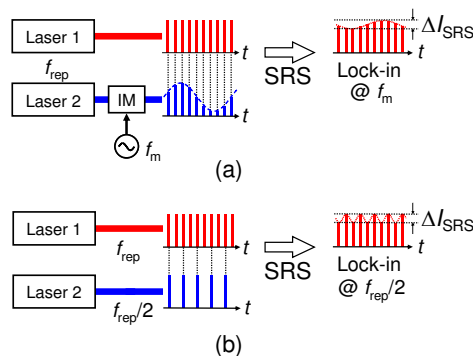 Laser 1
t
ΔI_SRS
f_rep
SRS
t
Laser 2
IM
t
Lock-in
@ f_m
f_m
(a)
Laser 1
t
ΔI_SRS
f_rep
SRS
t
Laser 2
t
Lock-in
f_rep/2
@ f_rep/2
(b)